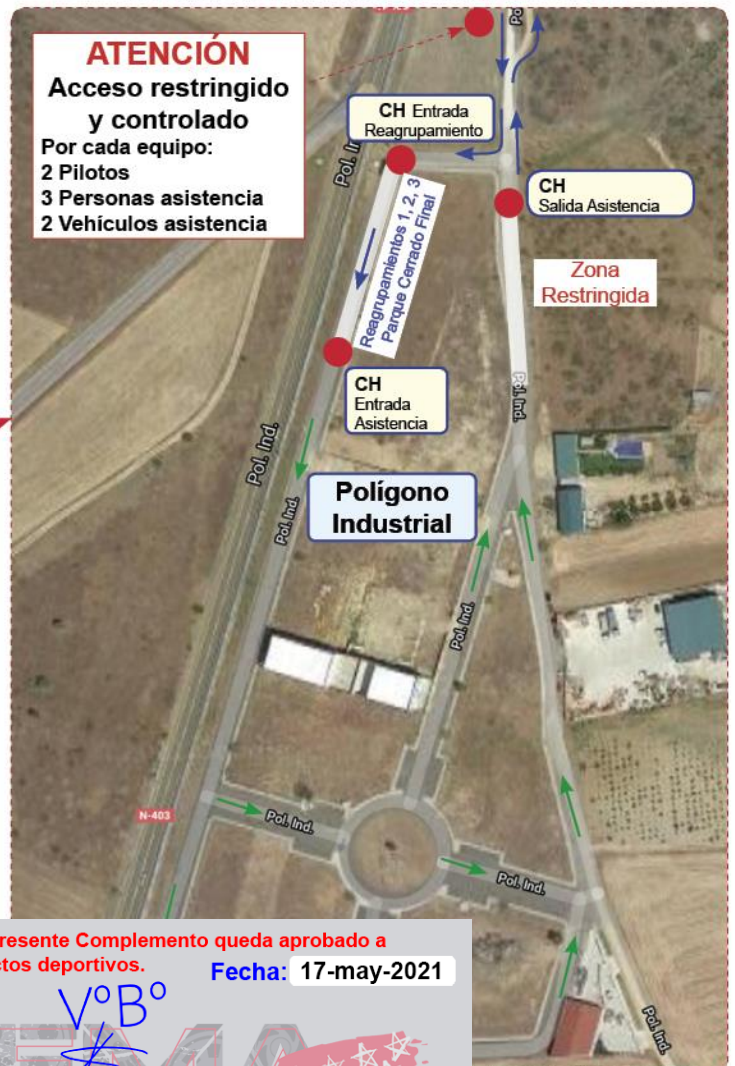 ATENCIÓN
Acceso restringido
y controlado
Por cada equipo:
2 Pilotos
3 Personas asistencia
2 Vehículos asistencia
CH Entrada
Reagrupamiento
CH
Salida Asistencia
Pol. Ind.
Reagrupamientos 1, 2, 3
Parque Cerrado Final
Zona
Restringida
CH
Entrada
Asistencia
Pol. Ind.
Pol. Ind.
Pol. Ind.
Polígono
Industrial
Pol. Ind.
N-403
Pol. Ind.
Pol. Ind.
Pol. Ind.
resente Complemento queda aprobado a
ctos deportivos.
Fecha: 17-may-2021
VºBº